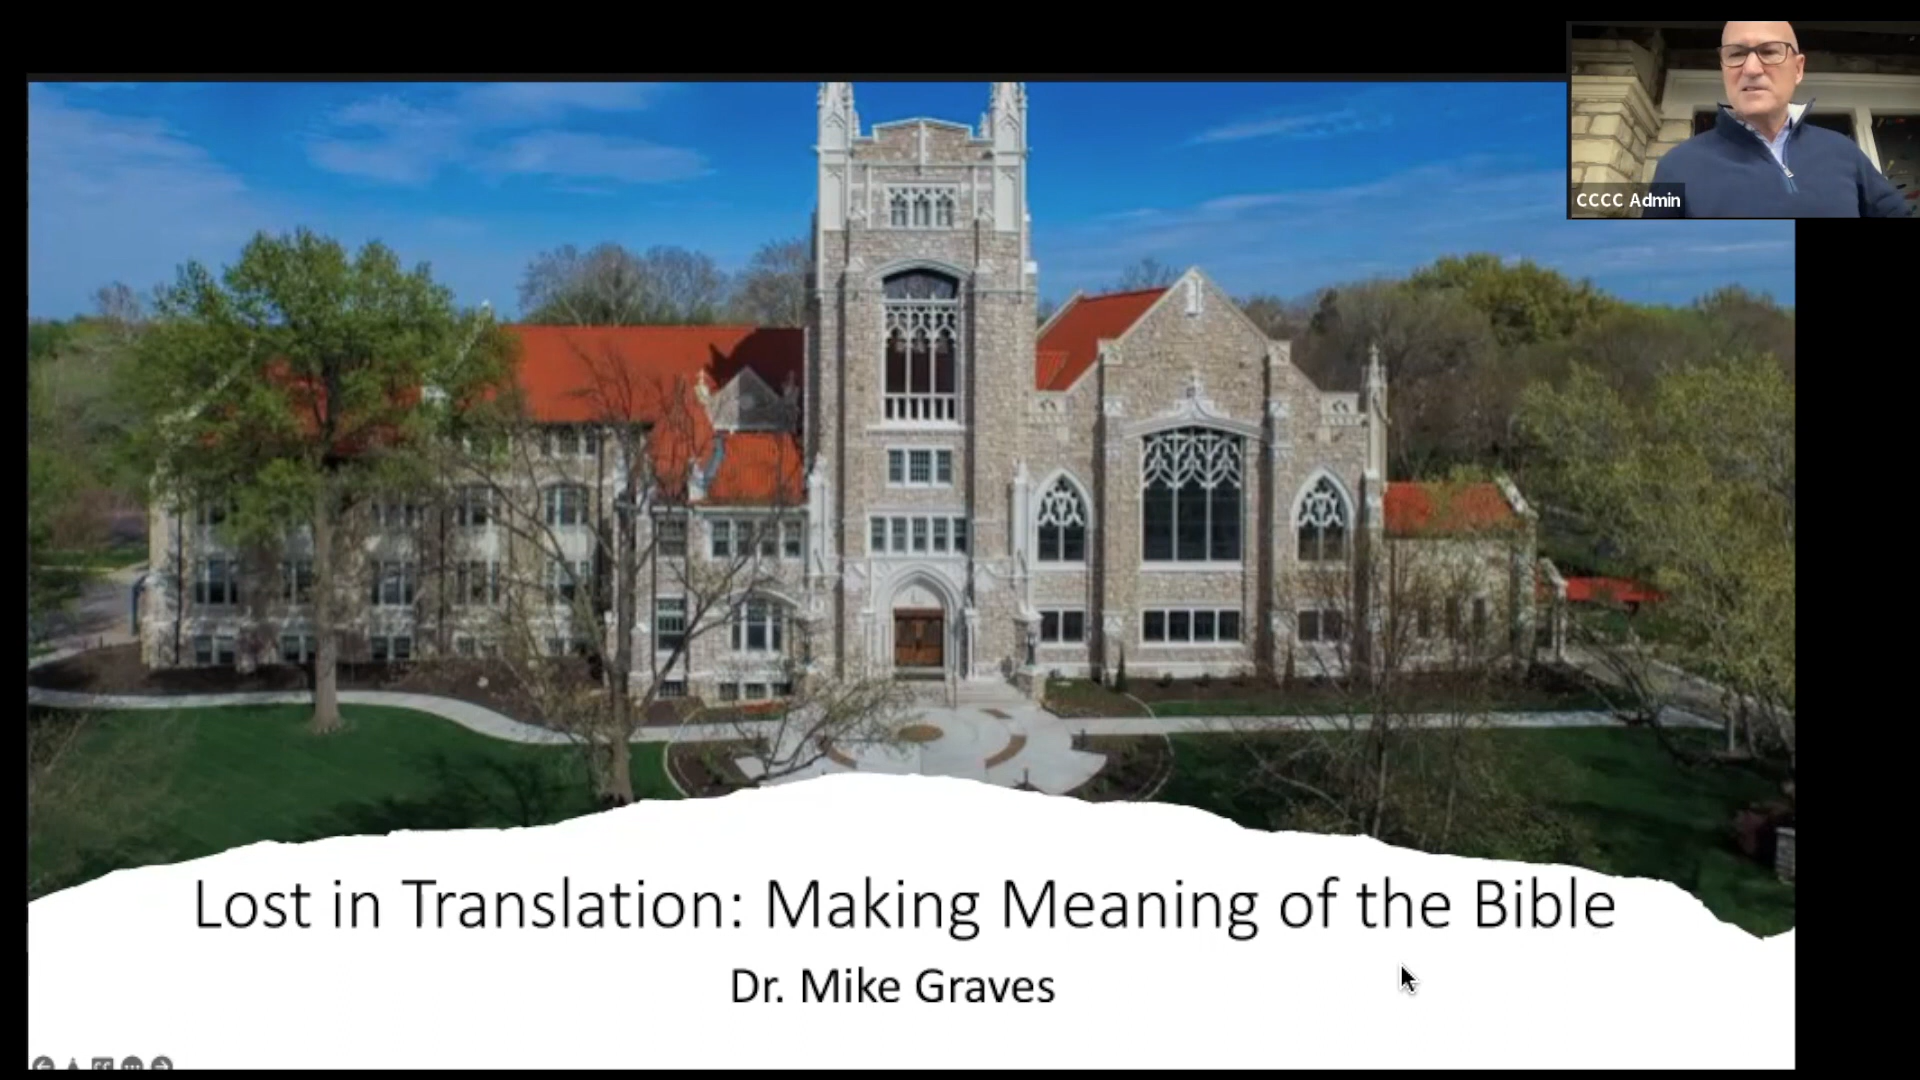 CCCC Admin
Lost in Translation: Making Meaning of the Bible
Dr. Mike Graves